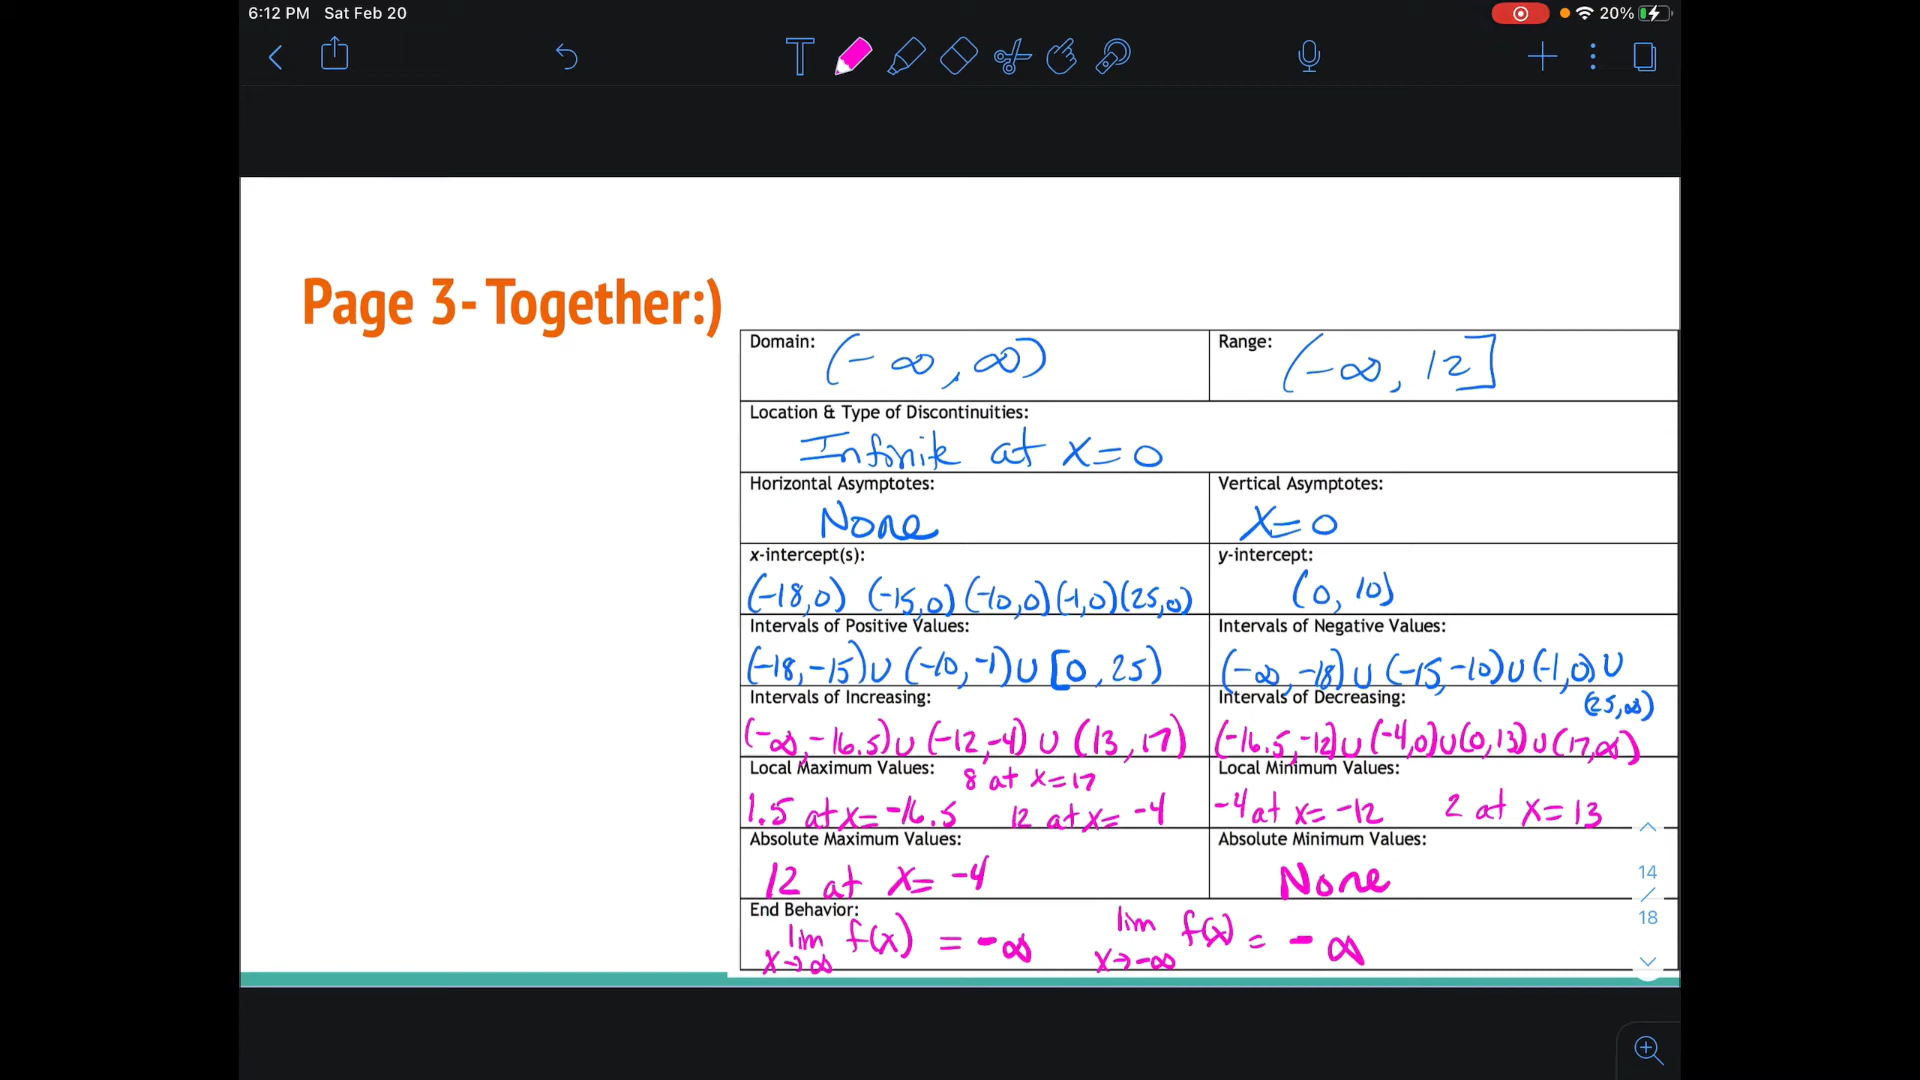 6:12 PM Sat Feb 20
20%
T
Page 3- Together:)
Domain: (-∞, ∞)
Range: (-∞, 12]
Location & Type of Discontinuities:
Infinite at x=0
Horizontal Asymptotes:
None
Vertical Asymptotes:
x=0
x-intercept(s):
(-18,0) (-15,0) (-10,0) (-1,0) (25,0)
y-intercept:
(0, 10)
Intervals of Positive Values:
(-18,-15)∪(-10,-1)∪[0,25)
Intervals of Negative Values:
(-∞,-18)∪(-15,-10)∪(-1,0)∪
(25,∞)
Intervals of Increasing:
(-∞,-16.5)∪(-12,-4)∪(13,17)
Intervals of Decreasing:
(-16.5,-12)∪(-4,0)∪(0,13)∪(17,∞)
Local Maximum Values: 8 at x=17
1.5 at x=-16.5 12 at x=-4
Local Minimum Values:
-4 at x=-12 2 at x=13
Absolute Maximum Values:
12 at x=-4
Absolute Minimum Values:
None
End Behavior:
lim f(x) = -∞ lim f(x) = -∞
x→∞ x→-∞
14
/
18